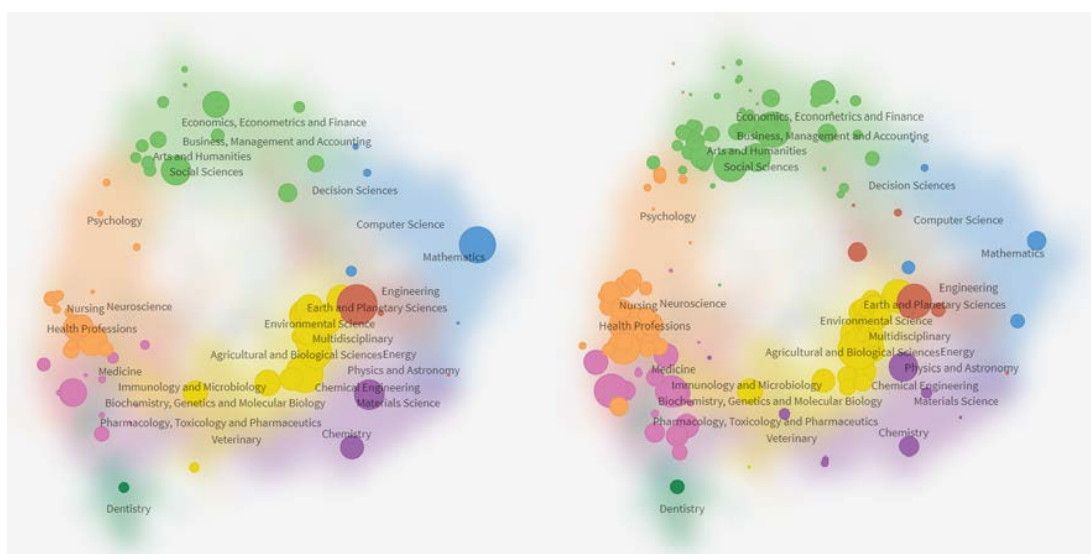 Economics, Econometrics and Finance
Business, Management and Accounting
Arts and Humanities
Social Sciences
Decision Sciences
Psychology
Computer Science
Mathematics
Engineering
Nursing Neuroscience
Earth and Planetary Sciences
Health Professions
Environmental Science
Multidisciplinary
Agricultural and Biological Sciences Energy
Medicine
Physics and Astronomy
Immunology and Microbiology
Chemical Engineering
Biochemistry, Genetics and Molecular Biology
Materials Science
Pharmacology, Toxicology and Pharmaceutics
Chemistry
Veterinary
Dentistry
Economics, Econometrics and Finance
Business, Management and Accounting
Arts and Humanities
Social Sciences
Decision Sciences
Psychology
Computer Science
Mathematics
Engineering
Nursing Neuroscience
Earth and Planetary Sciences
Health Professions
Environmental Science
Multidisciplinary
Agricultural and Biological Sciences Energy
Medicine
Physics and Astronomy
Immunology and Microbiology
Chemical Engineering
Biochemistry, Genetics and Molecular Biology
Materials Science
Pharmacology, Toxicology and Pharmaceutics
Chemistry
Veterinary
Dentistry